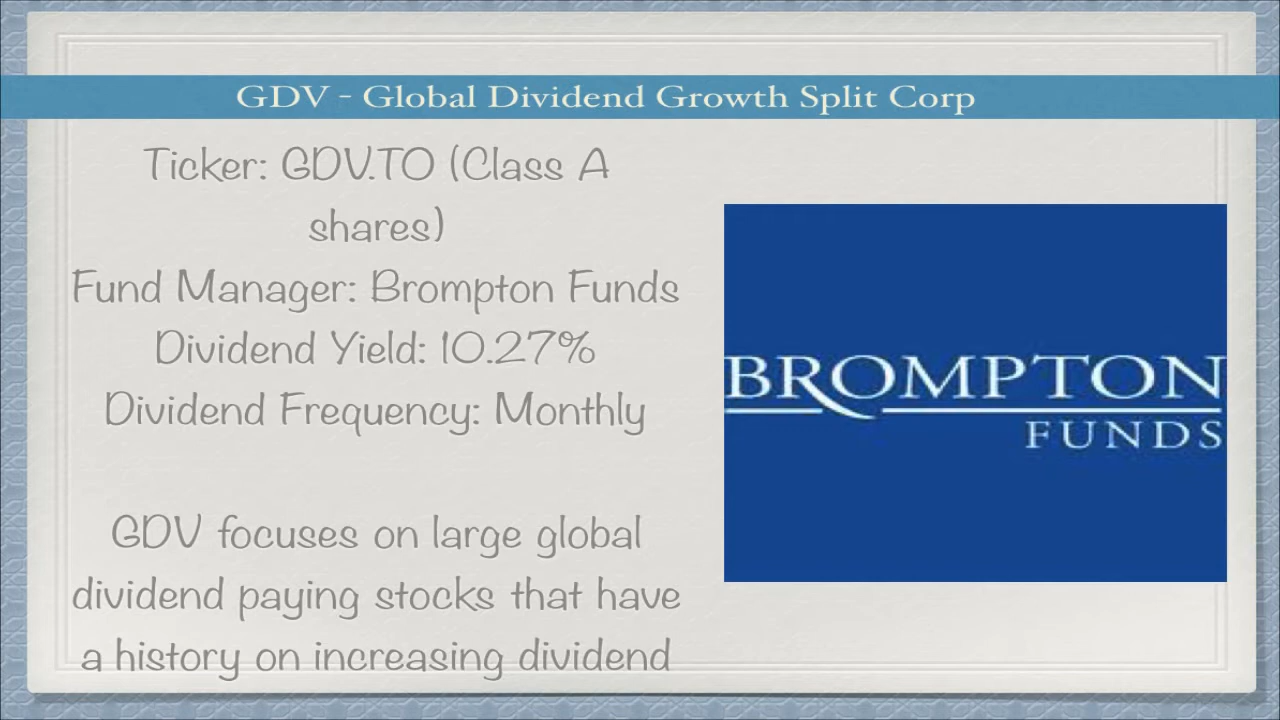 GDV - Global Dividend Growth Split Corp
Ticker: GDV.TO (Class A
shares)
Fund Manager: Brompton Funds
Dividend Yield: 10.27%
Dividend Frequency: Monthly
GDV focuses on large global
dividend paying stocks that have
a history on increasing dividend
BROMPTON
FUNDS